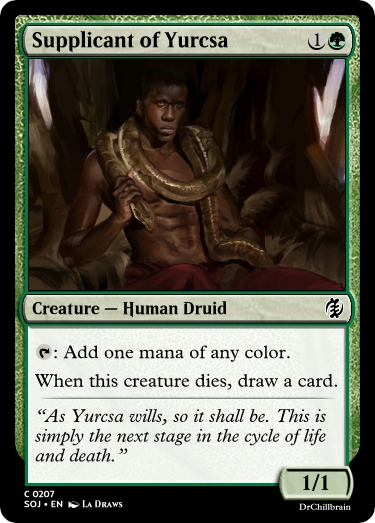 Supplicant of Yurcsa 1
Creature — Human Druid
: Add one mana of any color.
When this creature dies, draw a card.
“As Yurcsa wills, so it shall be. This is
simply the next stage in the cycle of life
and death.”
1/1
C 0207
SOJ • EN La Draws
DrChillbrain